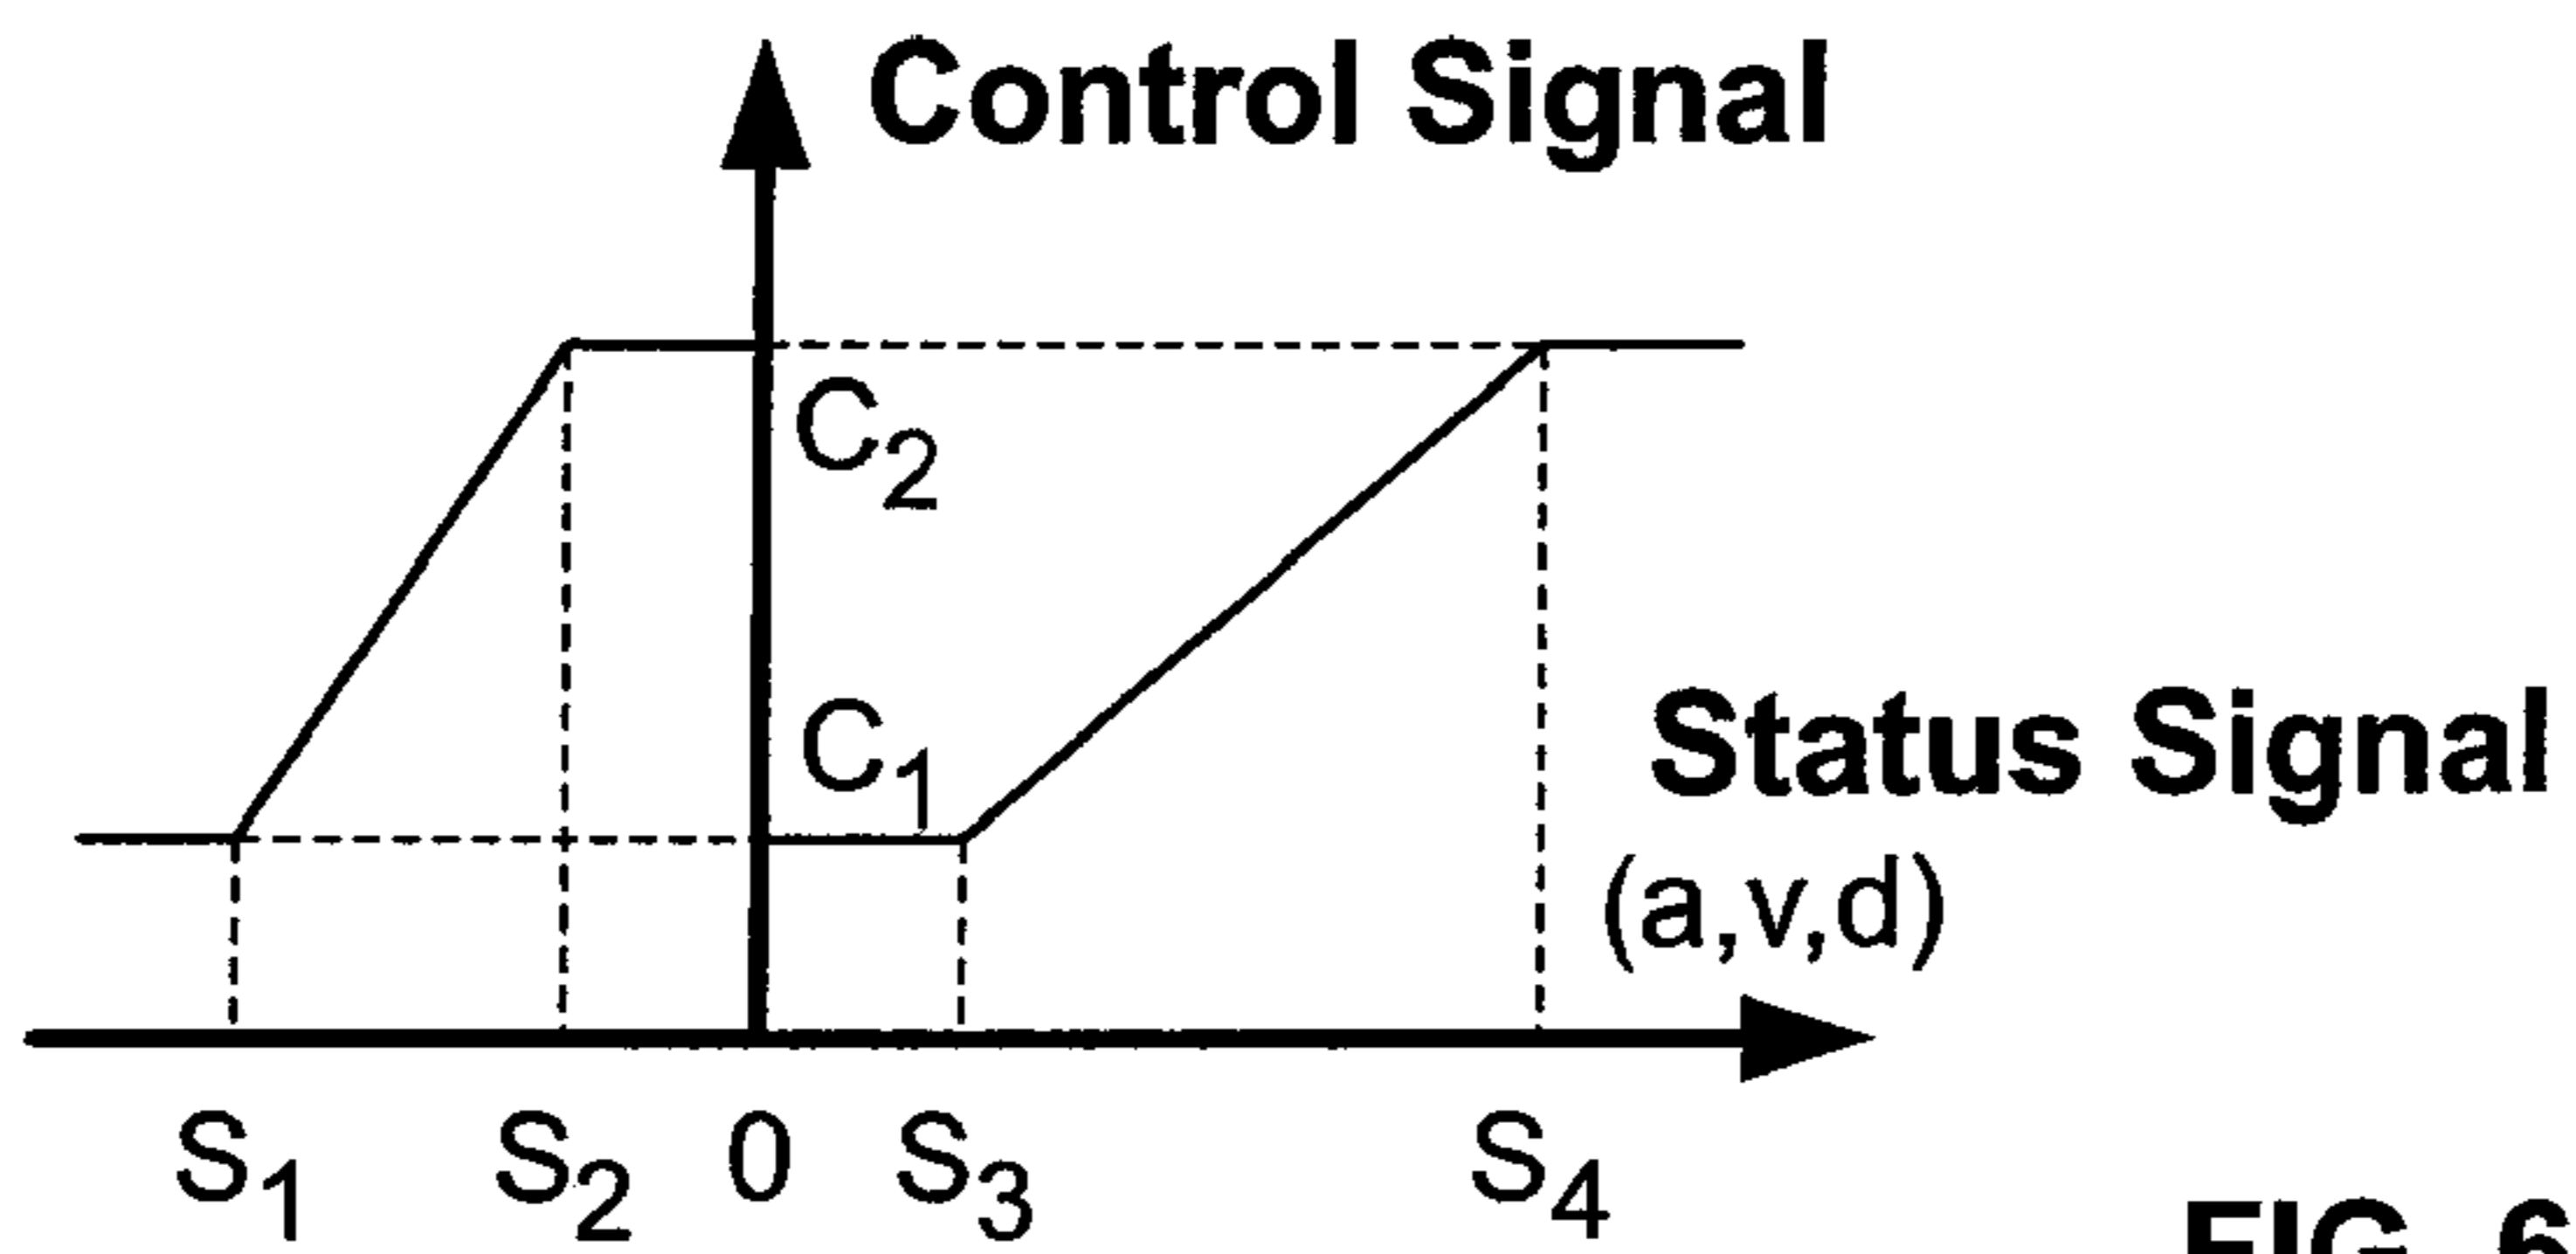 Control Signal
C₂
C₁
Status Signal
(a,v,d)
S₁ S₂ 0 S₃ S₄
FIG. 6